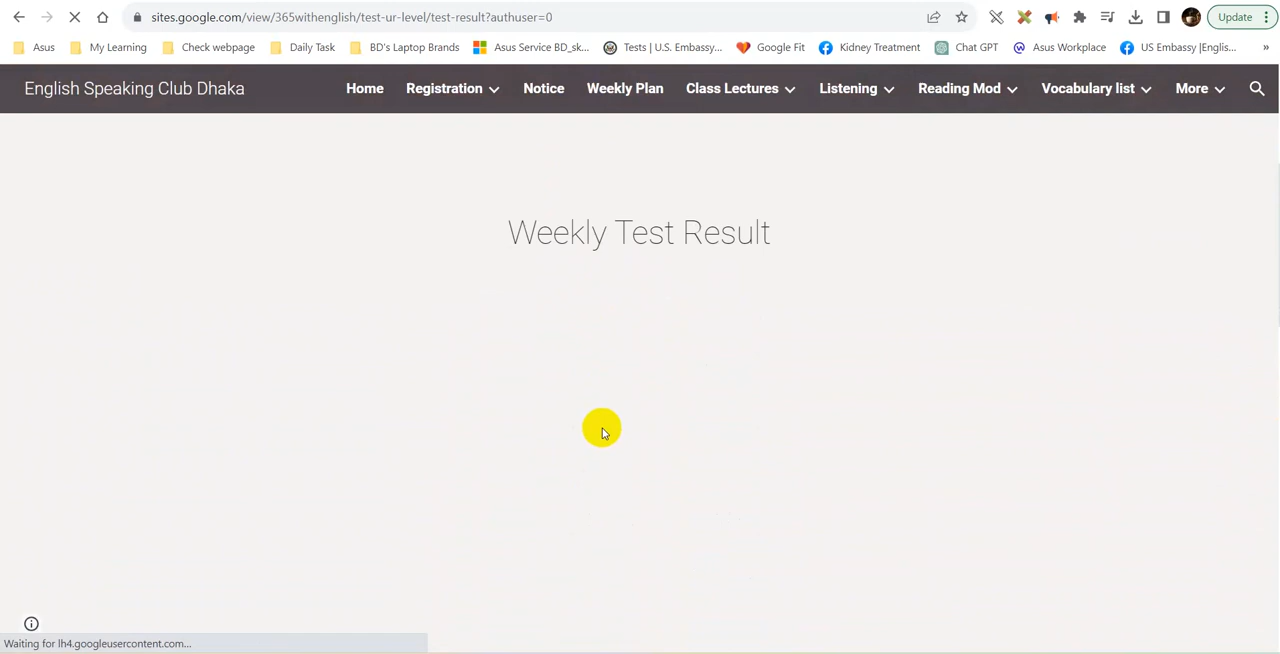 sites.google.com/view/365withenglish/test-ur-level/test-result?authuser=0
Update
Asus
My Learning
Check webpage
Daily Task
BD's Laptop Brands
Asus Service BD_sk...
Tests | U.S. Embassy...
Google Fit
Kidney Treatment
Chat GPT
Asus Workplace
US Embassy |Englis...
»
English Speaking Club Dhaka
Home
Registration
Notice
Weekly Plan
Class Lectures
Listening
Reading Mod
Vocabulary list
More
Weekly Test Result
Waiting for lh4.googleusercontent.com...